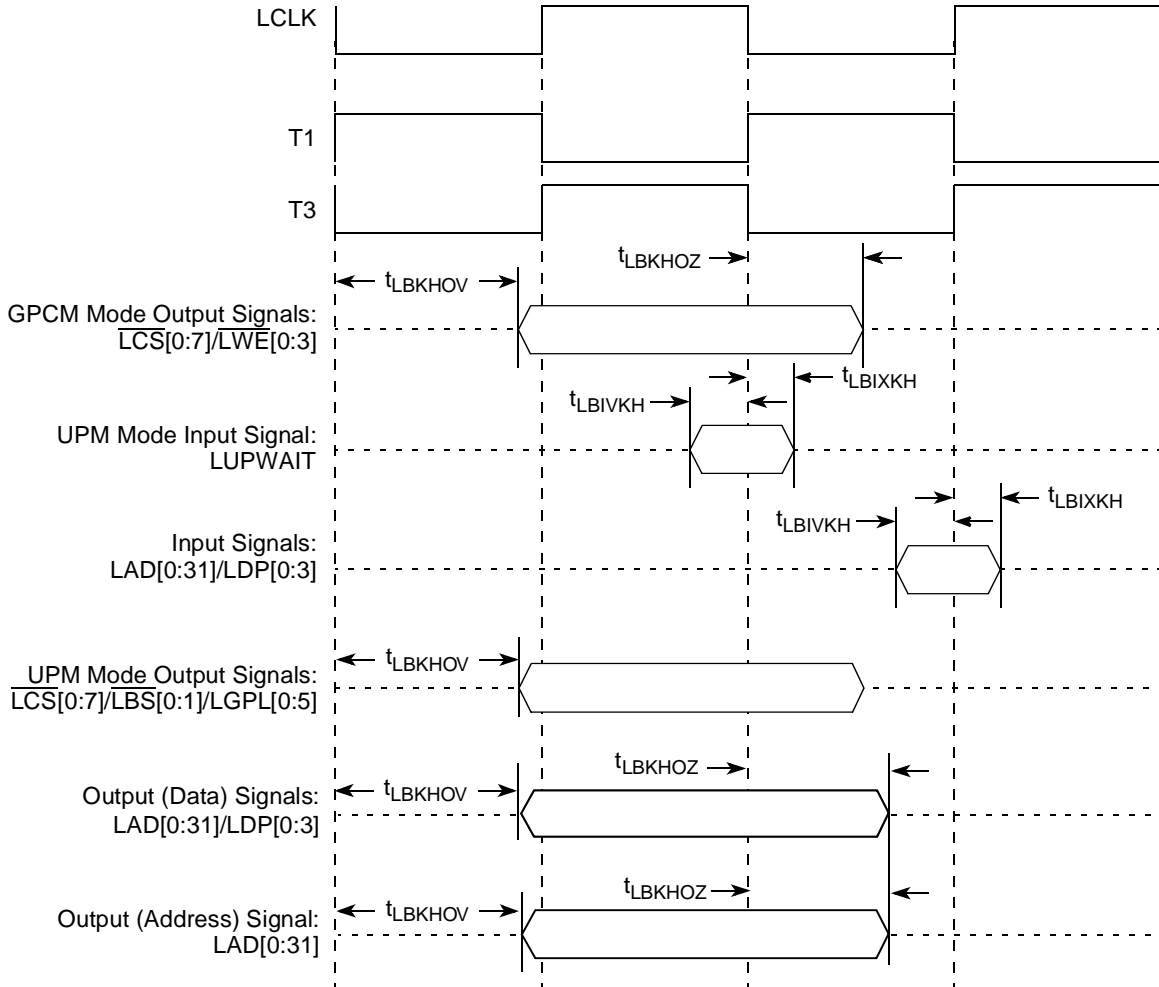 LCLK
T1
T3
tLBKHOZ
tLBKHOV
GPCM Mode Output Signals:
LCS[0:7]/LWE[0:3]
tLBIXKH
tLBIVKH
UPM Mode Input Signal:
LUPWAIT
tLBIXKH
tLBIVKH
Input Signals:
LAD[0:31]/LDP[0:3]
tLBKHOV
UPM Mode Output Signals:
LCS[0:7]/LBS[0:1]/LGPL[0:5]
tLBKHOZ
tLBKHOV
Output (Data) Signals:
LAD[0:31]/LDP[0:3]
tLBKHOZ
tLBKHOV
Output (Address) Signal:
LAD[0:31]